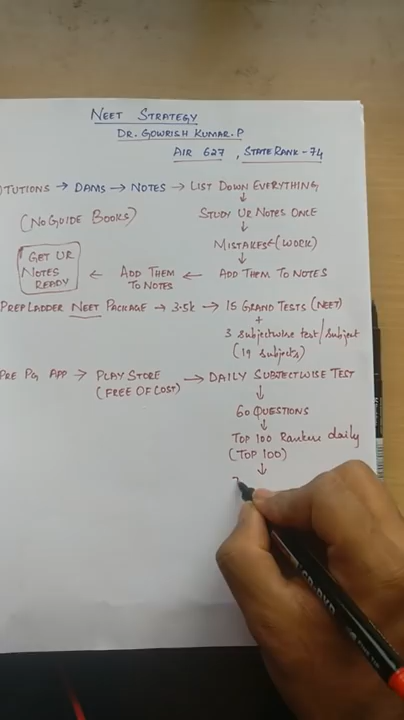 NEET STRATEGY
DR. GOWRISH KUMAR.P
AIR 627, STATE RANK-74
TUTIONS → DAMS → NOTES → LIST DOWN EVERYTHING
(NO GUIDE BOOKS)
STUDY UR NOTES ONCE
MISTAKES (WORK)
GET UR NOTES READY ← ADD THEM TO NOTES ← ADD THEM TO NOTES
PREPLADDER NEET PACKAGE → 3.5K → 15 GRAND TESTS (NEET)
+
3 subjectwise test/subject
(19 subjects)
PRE PG APP → PLAY STORE → DAILY SUBJECTWISE TEST
(FREE OF COST)
60 QUESTIONS
TOP 100 Rankers daily
(TOP 100)